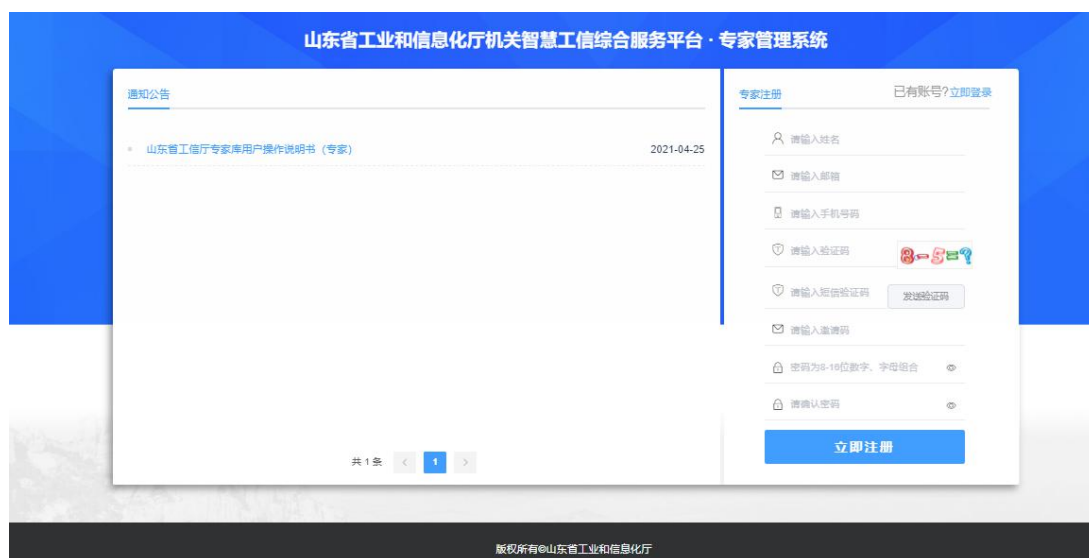 山东省工业和信息化厅机关智慧工信综合服务平台 · 专家管理系统
通知公告
山东省工信厅专家库用户操作说明书（专家） 2021-04-25
共 1 条 < 1 >
专家注册 已有账号?立即登录
请输入姓名
请输入邮箱
请输入手机号码
请输入验证码 8-5=?
请输入短信验证码 发送验证码
请输入邀请码
密码为8-16位数字、字母组合
请确认密码
立即注册
版权所有©山东省工业和信息化厅